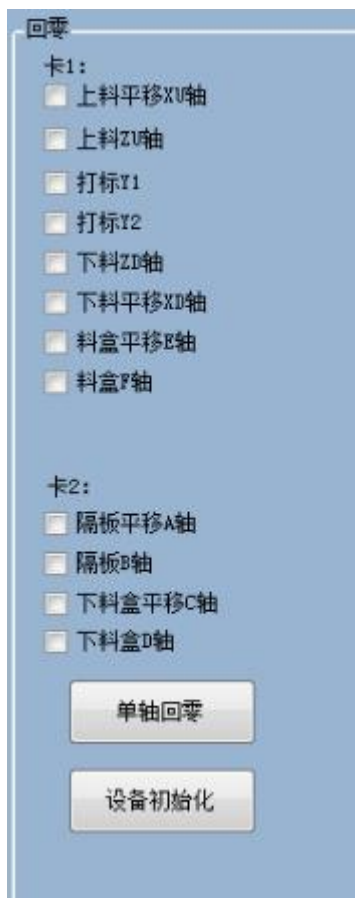 回零
卡1:
上料平移XU轴
上料ZU轴
打标Y1
打标Y2
下料ZD轴
下料平移XD轴
料盒平移E轴
料盒F轴
卡2:
隔板平移A轴
隔板B轴
下料盒平移C轴
下料盒D轴
单轴回零
设备初始化